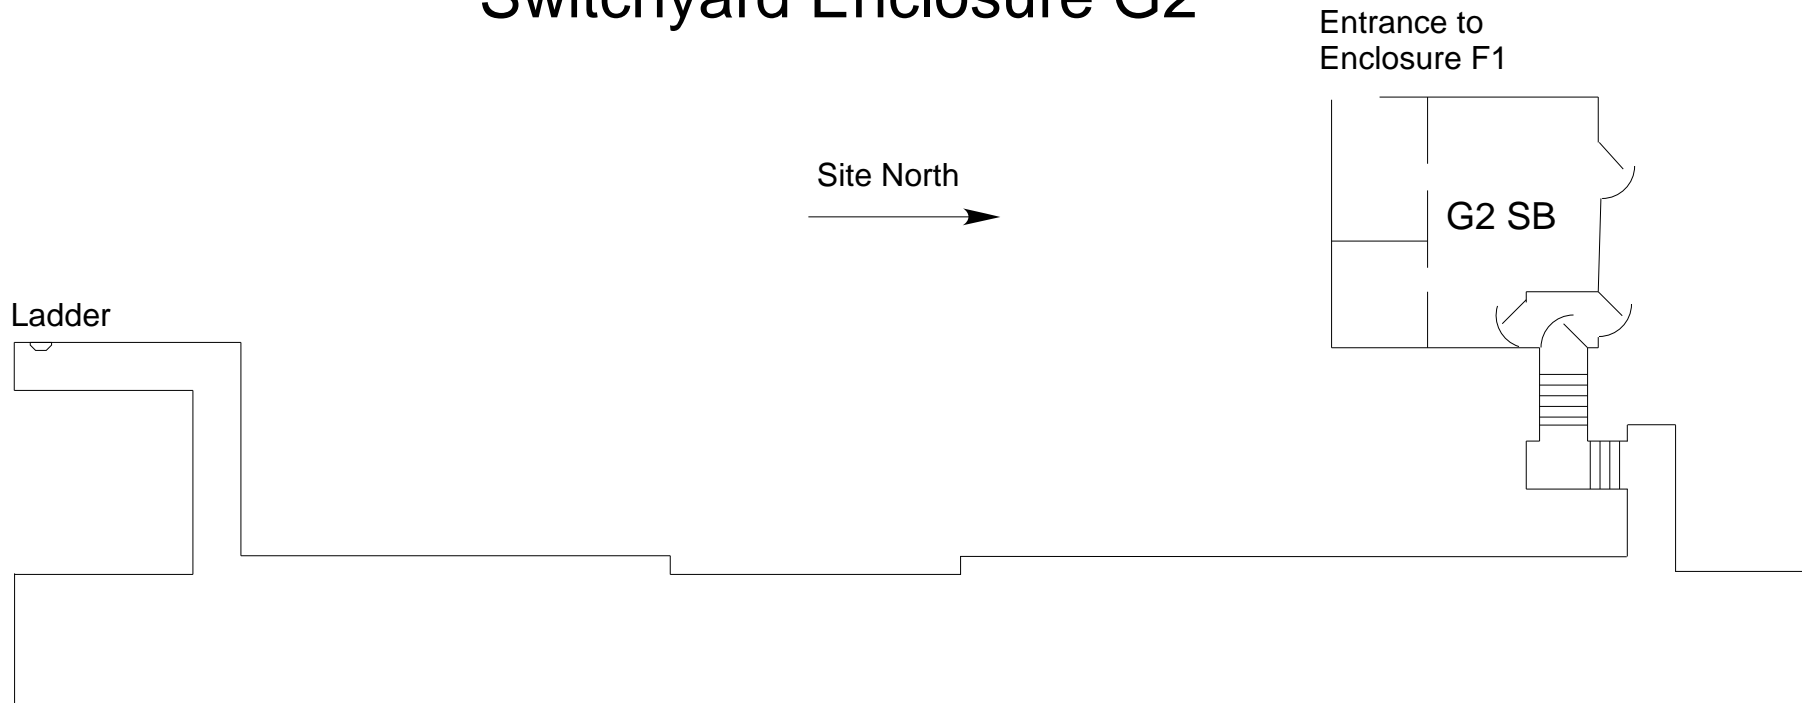 Switchyard Enclosure G2
Entrance to
Enclosure F1
Site North
G2 SB
Ladder